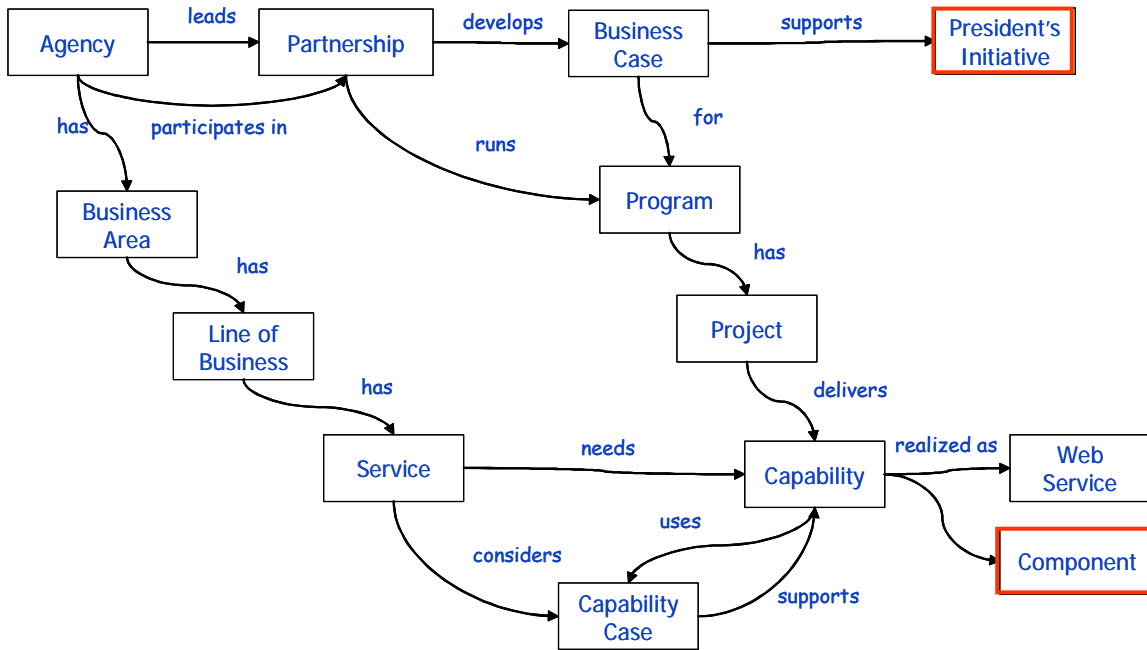 leads
develops
supports
Agency
Partnership
Business
Case
President's
Initiative
has
participates in
runs
for
Business
Area
Program
has
has
Line of
Business
Project
has
delivers
Service
needs
Capability
realized as
Web
Service
uses
considers
Component
Capability
Case
supports